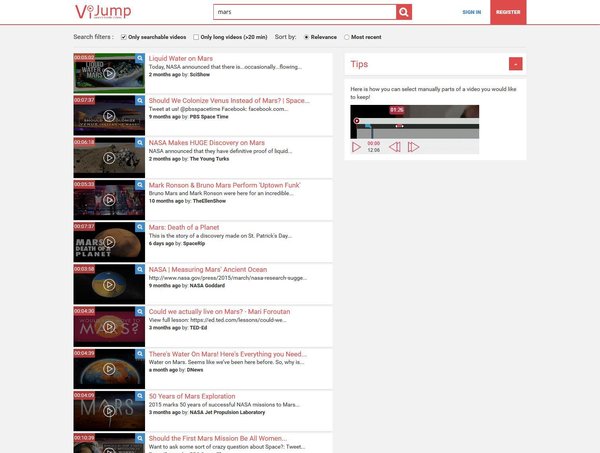 ViJump
mars
SIGN IN
REGISTER
Search filters :
Only searchable videos
Only long videos (>20 min)
Sort by:
Relevance
Most recent
00:05:02
LIQUID
WATER ON
MARS
Liquid Water on Mars
Today, NASA announced that there is...occasionally...flowing...
2 months ago by: SciShow
00:07:37
Should We Colonize Venus Instead of Mars? | Space...
Tweet at us! @pbsspacetime Facebook: facebook.com...
9 months ago by: PBS Space Time
00:06:18
NASA Makes HUGE Discovery on Mars
NASA announced that they have definitive proof of liquid...
2 months ago by: The Young Turks
00:05:33
Mark Ronson & Bruno Mars Perform 'Uptown Funk'
Bruno Mars and Mark Ronson were here for an incredible...
10 months ago by: TheEllenShow
00:07:37
MARS
DEATH OF A
PLANET
Mars: Death of a Planet
This is the story of a discovery made on St. Patrick's Day...
6 days ago by: SpaceRip
00:03:58
NASA | Measuring Mars' Ancient Ocean
http://www.nasa.gov/press/2015/march/nasa-research-sugge...
9 months ago by: NASA Goddard
00:04:30
MARS?
Could we actually live on Mars? - Mari Foroutan
View full lesson: https://ed.ted.com/lessons/could-we...
3 months ago by: TED-Ed
00:04:39
There's Water On Mars! Here's Everything you Need...
Water on Mars. Seems like we've been here before. So, why is...
a month ago by: DNews
00:04:09
MARS
50 Years of Mars Exploration
2015 marks 50 years of successful NASA missions to Mars...
3 months ago by: NASA Jet Propulsion Laboratory
00:10:39
Should the First Mars Mission Be All Women...
Want to ask some sort of crazy question about Space?: Tweet...
Tips
-
Here is how you can select manually parts of a video you would like
to keep!
01:26
00:00
12:06